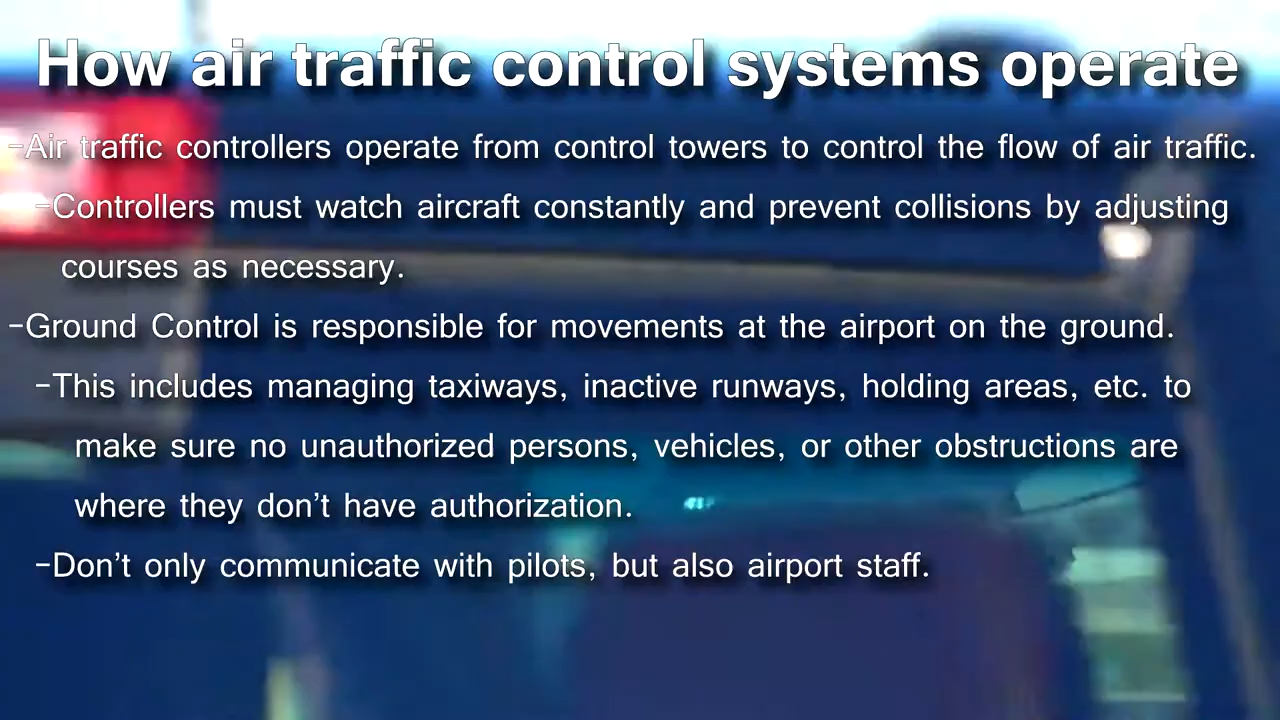 How air traffic control systems operate
-Air traffic controllers operate from control towers to control the flow of air traffic.
-Controllers must watch aircraft constantly and prevent collisions by adjusting
courses as necessary.
-Ground Control is responsible for movements at the airport on the ground.
-This includes managing taxiways, inactive runways, holding areas, etc. to
make sure no unauthorized persons, vehicles, or other obstructions are
where they don’t have authorization.
-Don’t only communicate with pilots, but also airport staff.